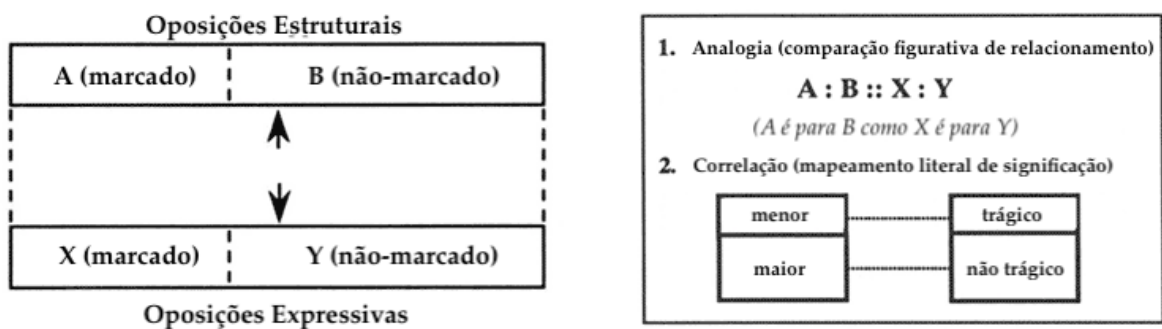 Oposições Estruturais
A (marcado) B (não-marcado)
X (marcado) Y (não-marcado)
Oposições Expressivas
1. Analogia (comparação figurativa de relacionamento)
A : B :: X : Y
(A é para B como X é para Y)
2. Correlação (mapeamento literal de significação)
menor trágico
maior não trágico